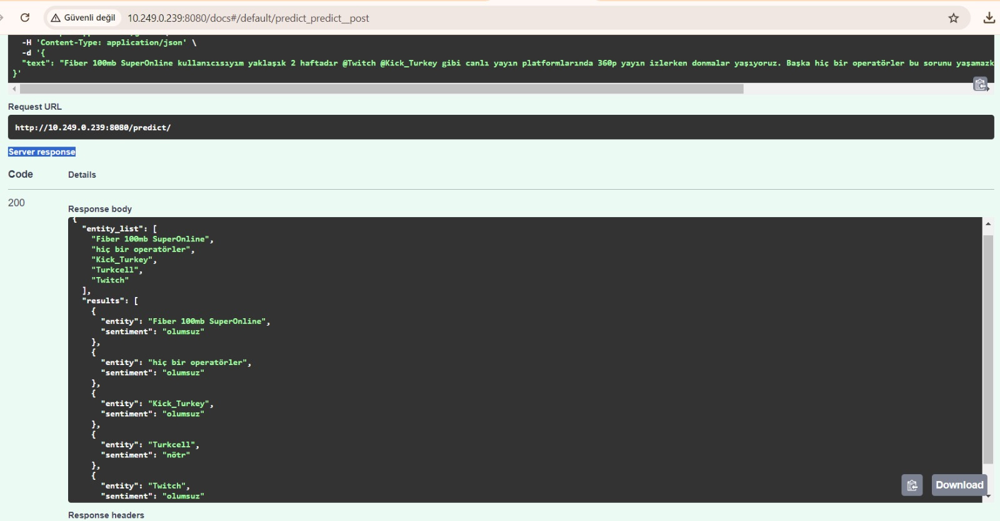 Güvenli değil
10.249.0.239:8080/docs#/default/predict_predict__post
-H 'Content-Type: application/json' \
-d '{
"text": "Fiber 100mb SuperOnline kullanıcısıyım yaklaşık 2 haftadır @Twitch @Kick_Turkey gibi canlı yayın platformlarında 360p yayın izlerken donmalar yaşıyoruz. Başka hiç bir operatörler bu sorunu yaşamazk
}'
Request URL
http://10.249.0.239:8080/predict/
Server response
Code Details
200
Response body
{
"entity_list": [
"Fiber 100mb SuperOnline",
"hiç bir operatörler",
"Kick_Turkey",
"Turkcell",
"Twitch"
],
"results": [
{
"entity": "Fiber 100mb SuperOnline",
"sentiment": "olumsuz"
},
{
"entity": "hiç bir operatörler",
"sentiment": "olumsuz"
},
{
"entity": "Kick_Turkey",
"sentiment": "olumsuz"
},
{
"entity": "Turkcell",
"sentiment": "nötr"
},
{
"entity": "Twitch",
"sentiment": "olumsuz"
Download
Response headers